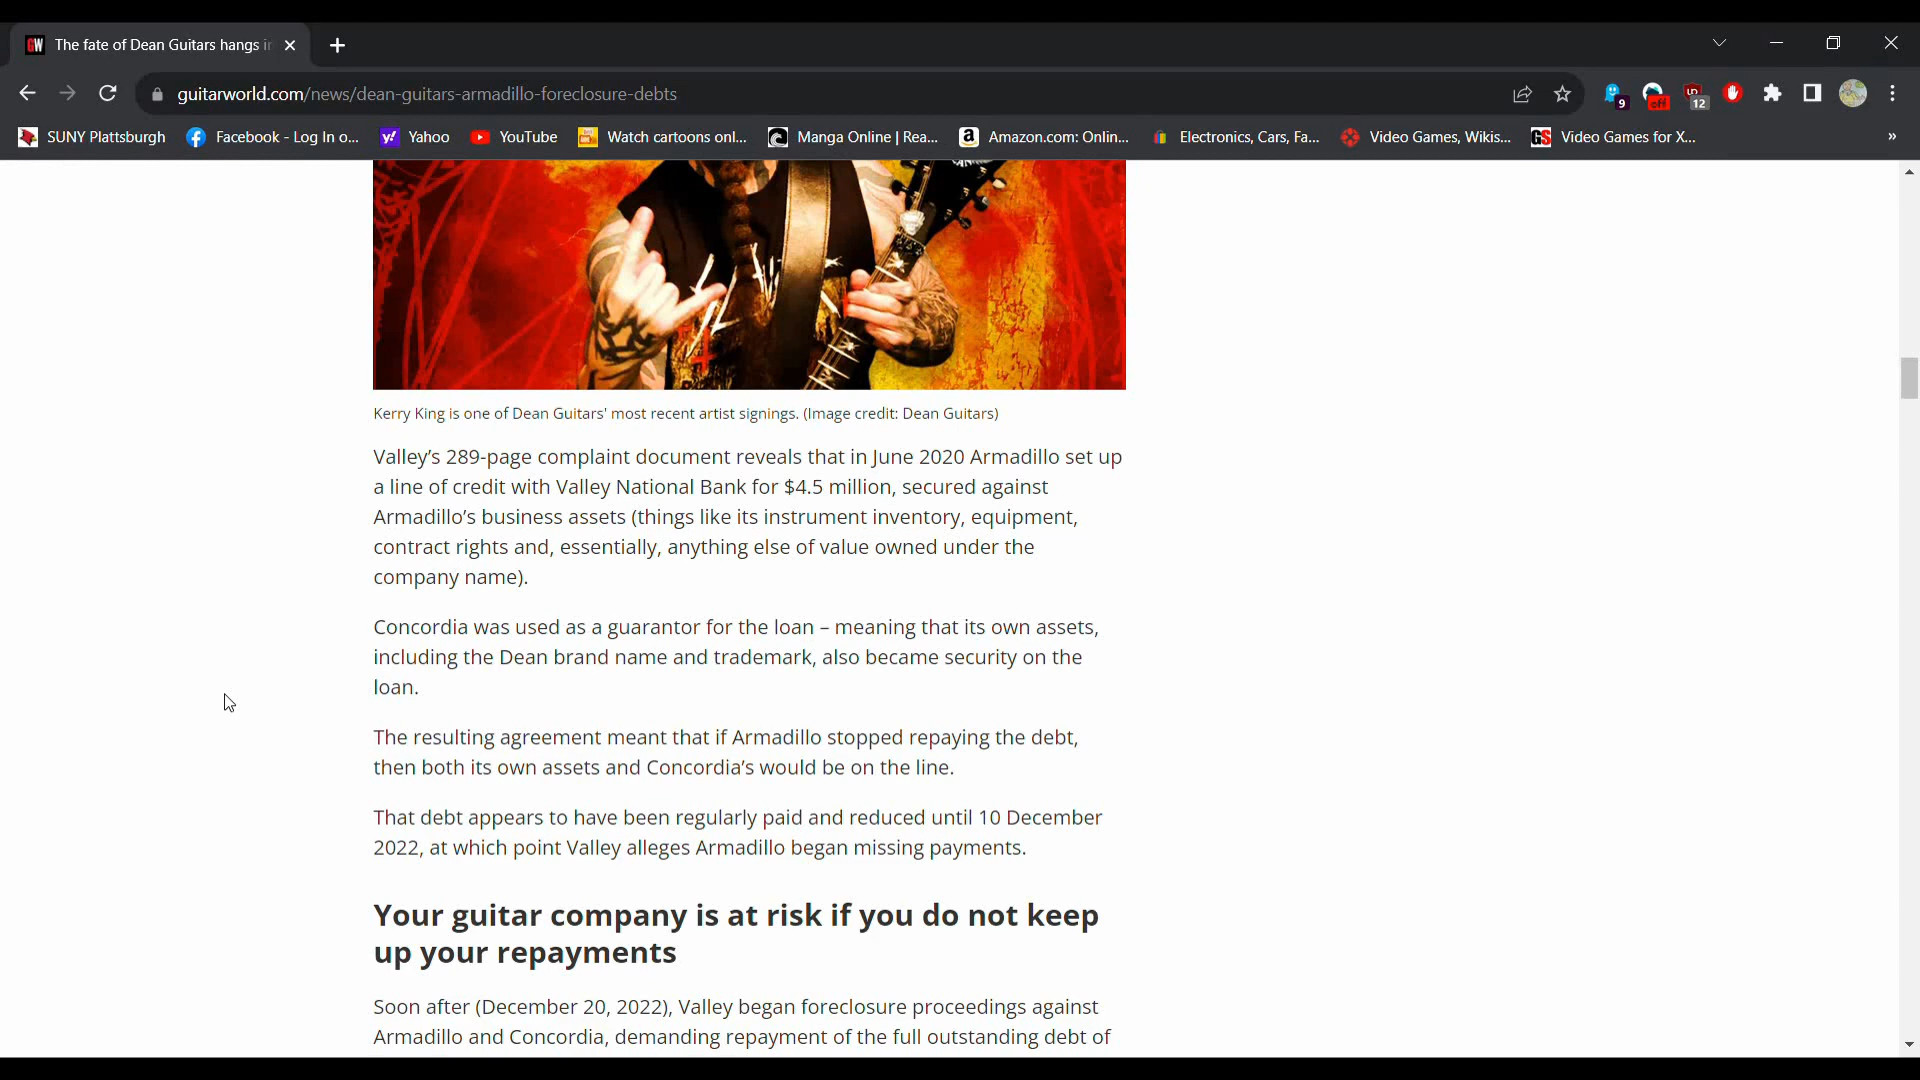 GW The fate of Dean Guitars hangs in
guitarworld.com/news/dean-guitars-armadillo-foreclosure-debts
9 off 12
SUNY Plattsburgh Facebook - Log In o... Yahoo YouTube Watch cartoons onl... Manga Online | Rea... Amazon.com: Onlin... Electronics, Cars, Fa... Video Games, Wikis... GS Video Games for X... »
Kerry King is one of Dean Guitars' most recent artist signings. (Image credit: Dean Guitars)
Valley’s 289-page complaint document reveals that in June 2020 Armadillo set up
a line of credit with Valley National Bank for $4.5 million, secured against
Armadillo’s business assets (things like its instrument inventory, equipment,
contract rights and, essentially, anything else of value owned under the
company name).
Concordia was used as a guarantor for the loan – meaning that its own assets,
including the Dean brand name and trademark, also became security on the
loan.
The resulting agreement meant that if Armadillo stopped repaying the debt,
then both its own assets and Concordia’s would be on the line.
That debt appears to have been regularly paid and reduced until 10 December
2022, at which point Valley alleges Armadillo began missing payments.
Your guitar company is at risk if you do not keep
up your repayments
Soon after (December 20, 2022), Valley began foreclosure proceedings against
Armadillo and Concordia, demanding repayment of the full outstanding debt of